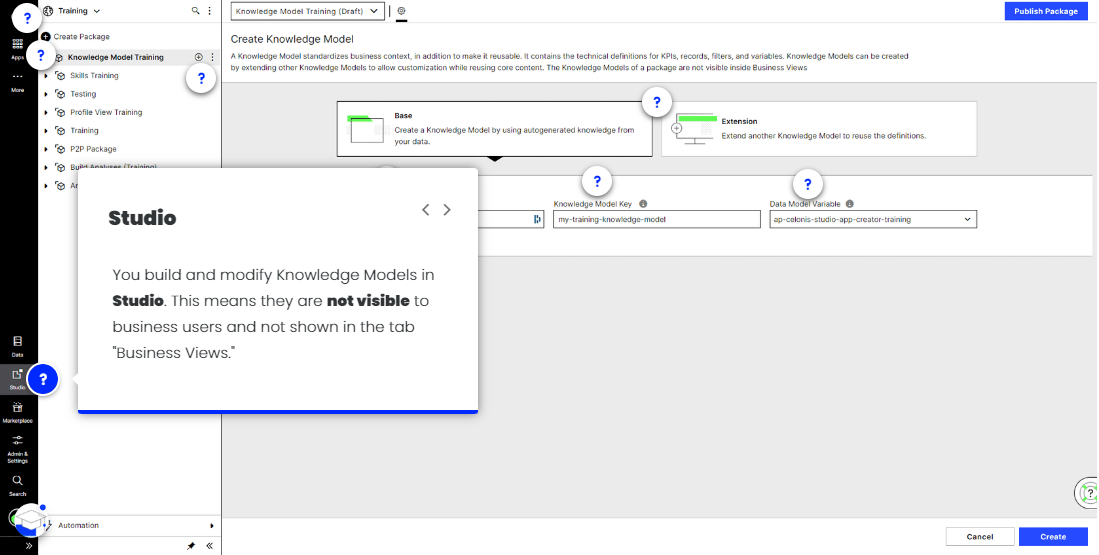 Training
Knowledge Model Training (Draft)
Publish Package
Create Package
Apps
More
Knowledge Model Training
Skills Training
Testing
Profile View Training
Training
P2P Package
Build Analyses (Training)
Create Knowledge Model
A Knowledge Model standardizes business context, in addition to make it reusable. It contains the technical definitions for KPIs, records, filters, and variables. Knowledge Models can be created
by extending other Knowledge Models to allow customization while reusing core content. The Knowledge Models of a package are not visible inside Business Views
Base
Create a Knowledge Model by using autogenerated knowledge from
your data.
Extension
Extend another Knowledge Model to reuse the definitions.
Knowledge Model Key
my-training-knowledge-model
Data Model Variable
ap-celonis-studio-app-creator-training
Studio
You build and modify Knowledge Models in
Studio. This means they are not visible to
business users and not shown in the tab
"Business Views."
Data
Studio
Marketplace
Admin &
Settings
Search
Automation
Cancel
Create